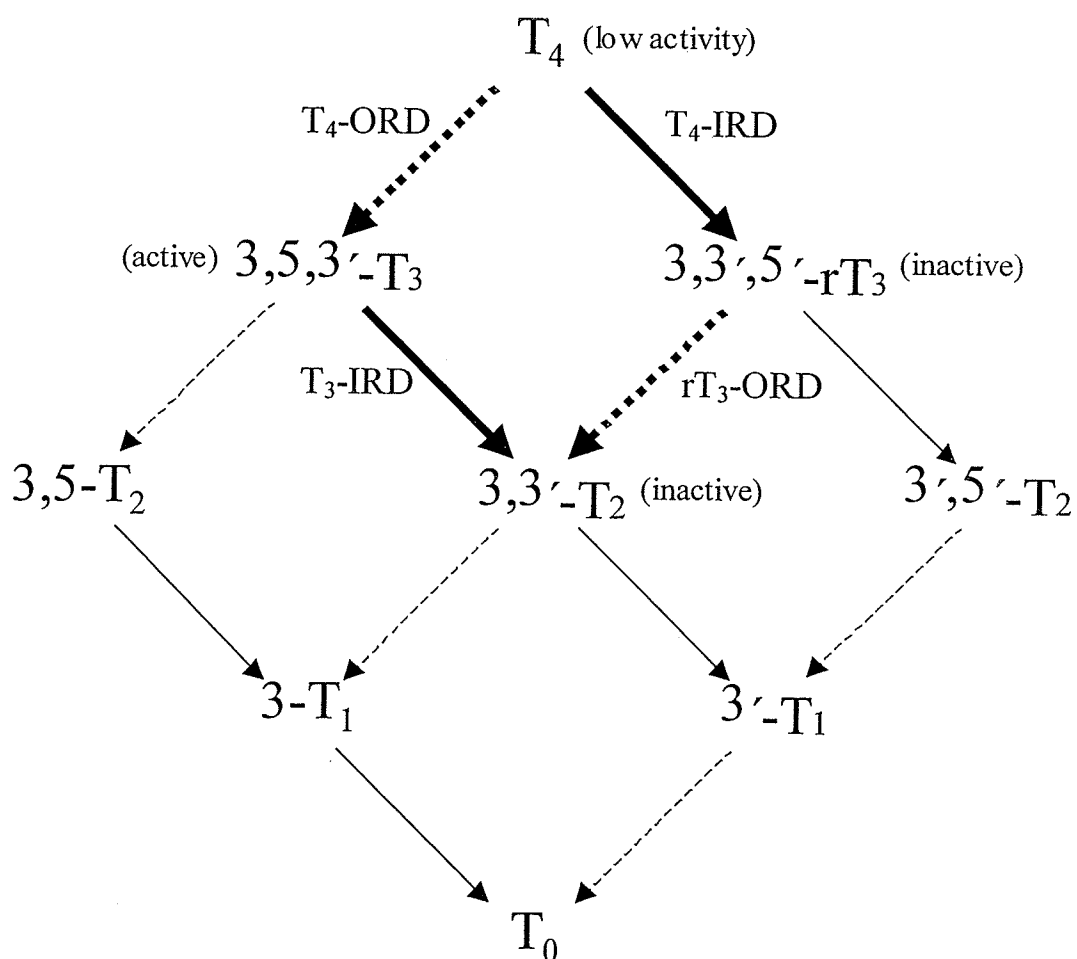 T₄ (low activity)
T₄-ORD
T₄-IRD
(active) 3,5,3´-T₃
3,3´,5´-rT₃ (inactive)
T₃-IRD
rT₃-ORD
3,5-T₂
3,3´-T₂ (inactive)
3´,5´-T₂
3-T₁
3´-T₁
T₀